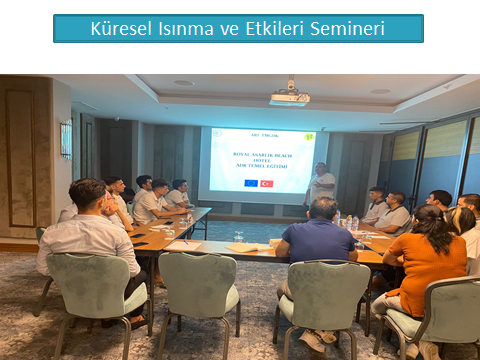 Küresel Isınma ve Etkileri Semineri
ROYAL ASARLIK BEACH
HOTEL
ADR TEMEL EĞİTİMİ